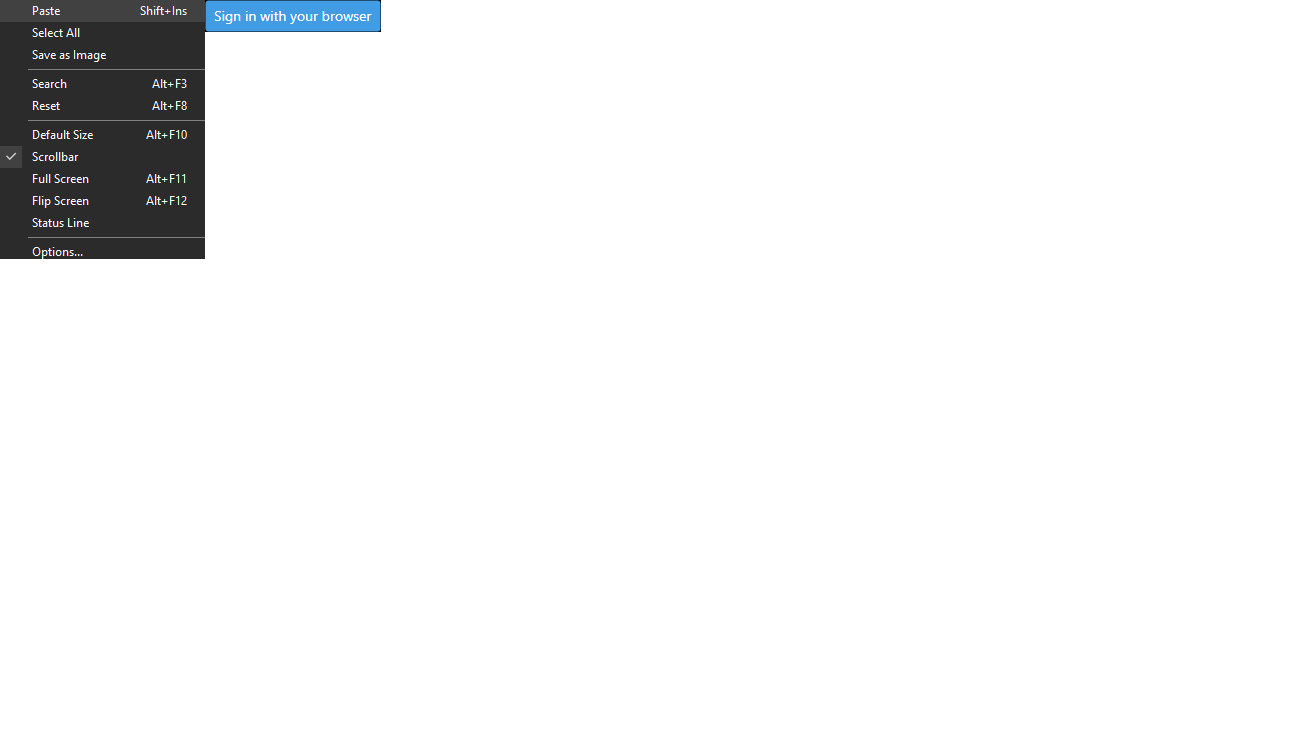 Paste Shift+Ins
Sign in with your browser
Select All
Save as Image
Search Alt+F3
Reset Alt+F8
Default Size Alt+F10
Scrollbar
Full Screen Alt+F11
Flip Screen Alt+F12
Status Line
Options...